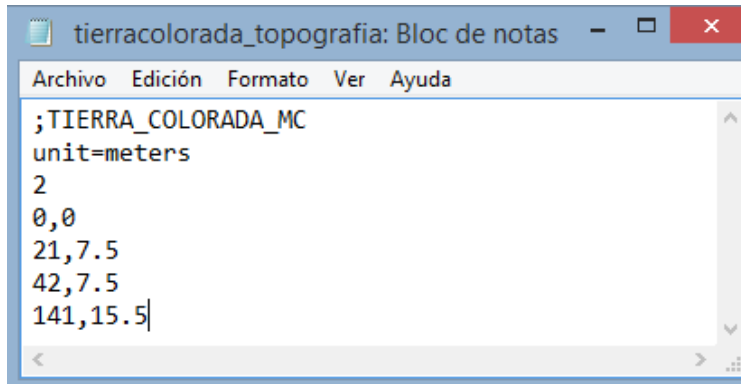 tierracolorada_topografia: Bloc de notas
Archivo Edición Formato Ver Ayuda
;TIERRA_COLORADA_MC
unit=meters
2
0,0
21,7.5
42,7.5
141,15.5